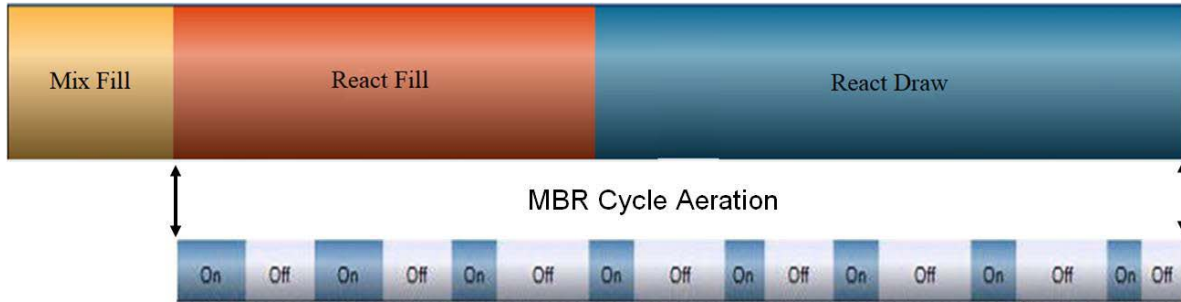 Mix Fill React Fill React Draw
MBR Cycle Aeration
On Off On Off On Off On Off On Off On Off On Off On Off